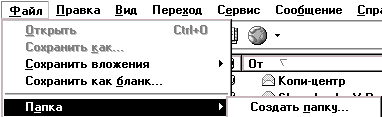 Файл Правка Вид Переход Сервис Сообщение
Открыть Ctrl+O
Сохранить как...
Сохранить вложения
Сохранить как бланк...
От
Копи-центр
Папка
Создать папку...